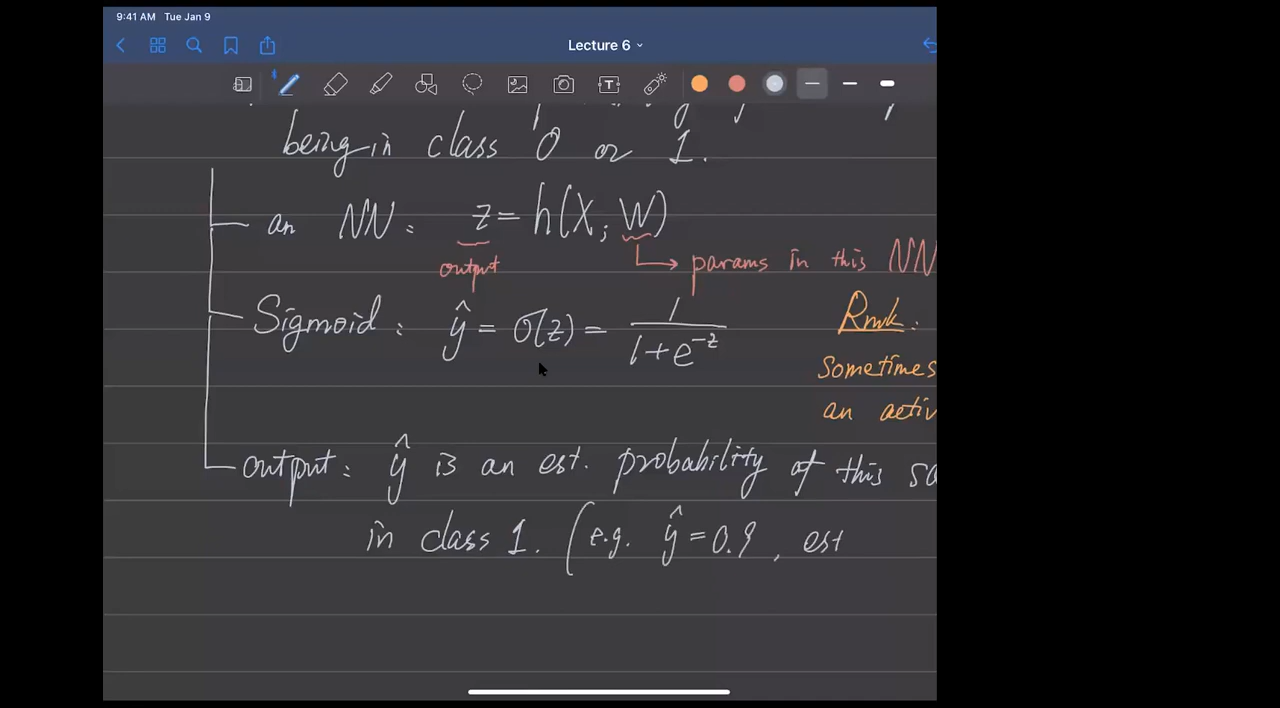 9:41 AM Tue Jan 9
Lecture 6
being in class 0 or 1.
an NN: z = h(X; W)
output
params in this NN
Sigmoid: ŷ = σ(z) = 1 / (1 + e^{-z})
Rmk:
sometimes
an activ
output: ŷ is an est. probability of this sa
in class 1. (e.g. ŷ = 0.9, est